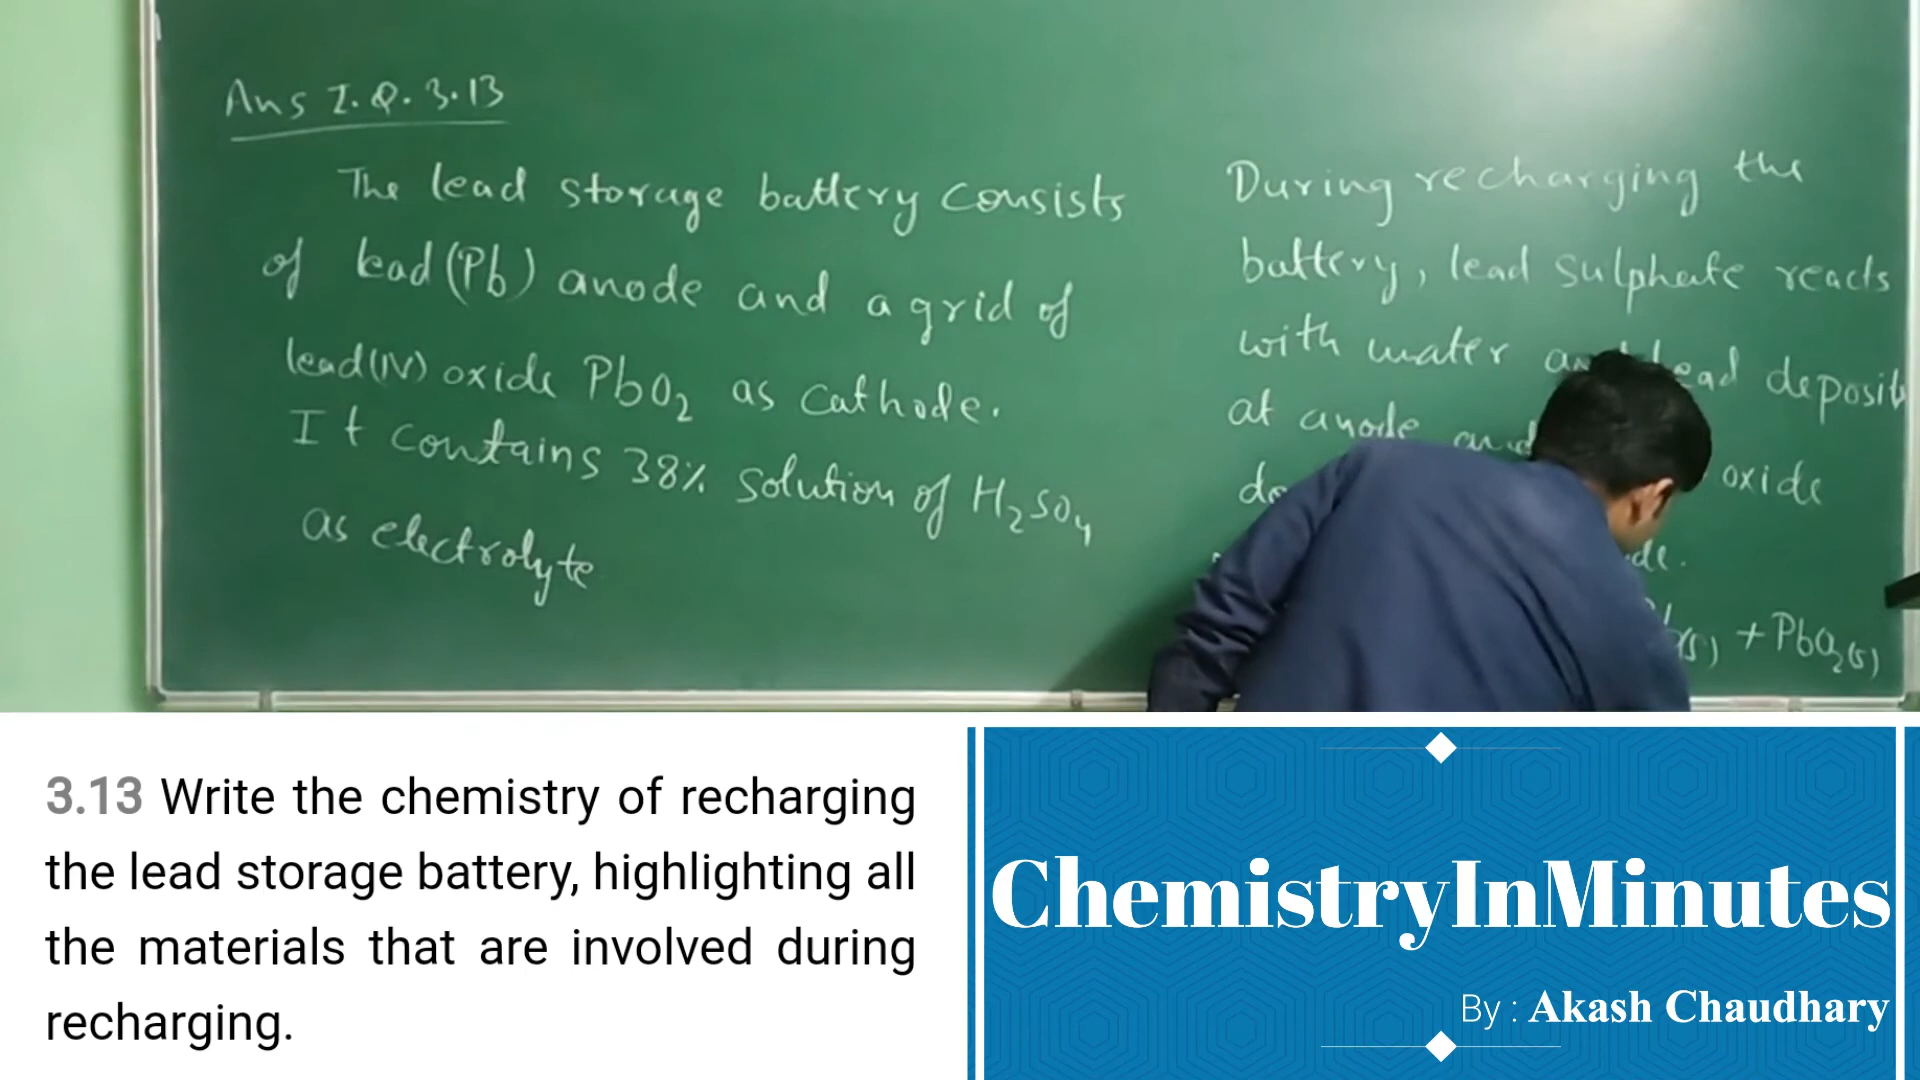 Ans I.Q. 3.13
The lead storage battery consists
of lead (Pb) anode and a grid of
lead(IV) oxide PbO2 as cathode.
It contains 38% solution of H2SO4
as electrolyte
During recharging the
battery, lead sulphate reacts
with water and lead deposit
at anode and
oxide
(s) + PbO2(s)
3.13 Write the chemistry of recharging
the lead storage battery, highlighting all
the materials that are involved during
recharging.
ChemistryInMinutes
By : Akash Chaudhary